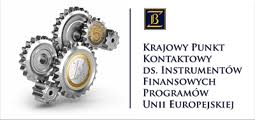 KRAJOWY PUNKT
KONTAKTOWY
DS. INSTRUMENTÓW
FINANSOWYCH
PROGRAMÓW
UNII EUROPEJSKIEJ